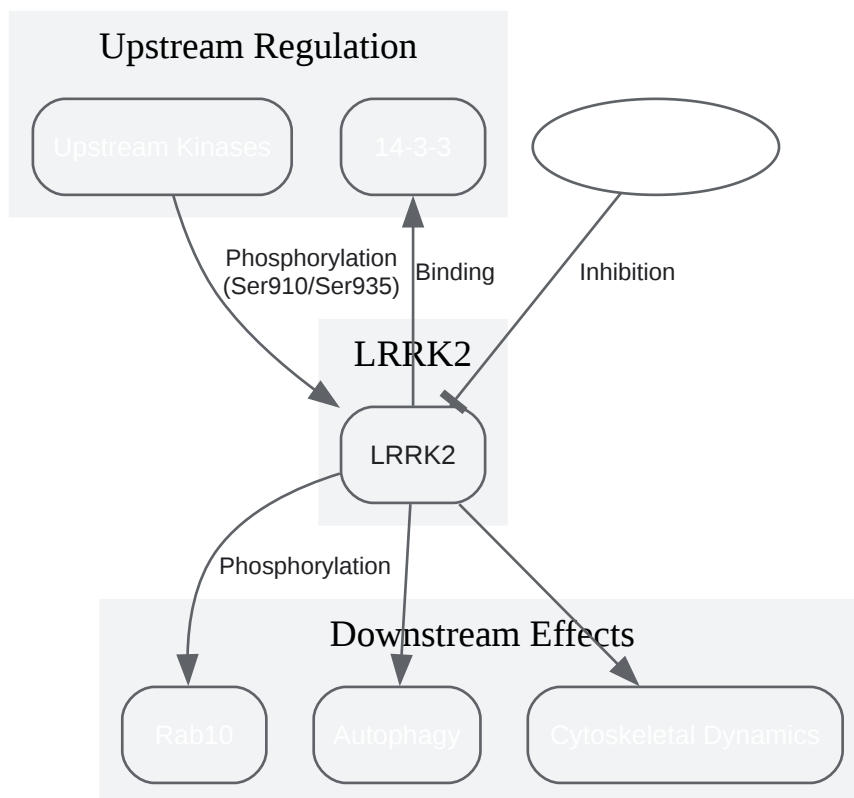 Upstream Regulation
Upstream Kinases
14-3-3
Phosphorylation
(Ser910/Ser935)
Binding
Inhibition
LRRK2
LRRK2
Phosphorylation
Downstream Effects
Rab10
Autophagy
Cytoskeletal Dynamics